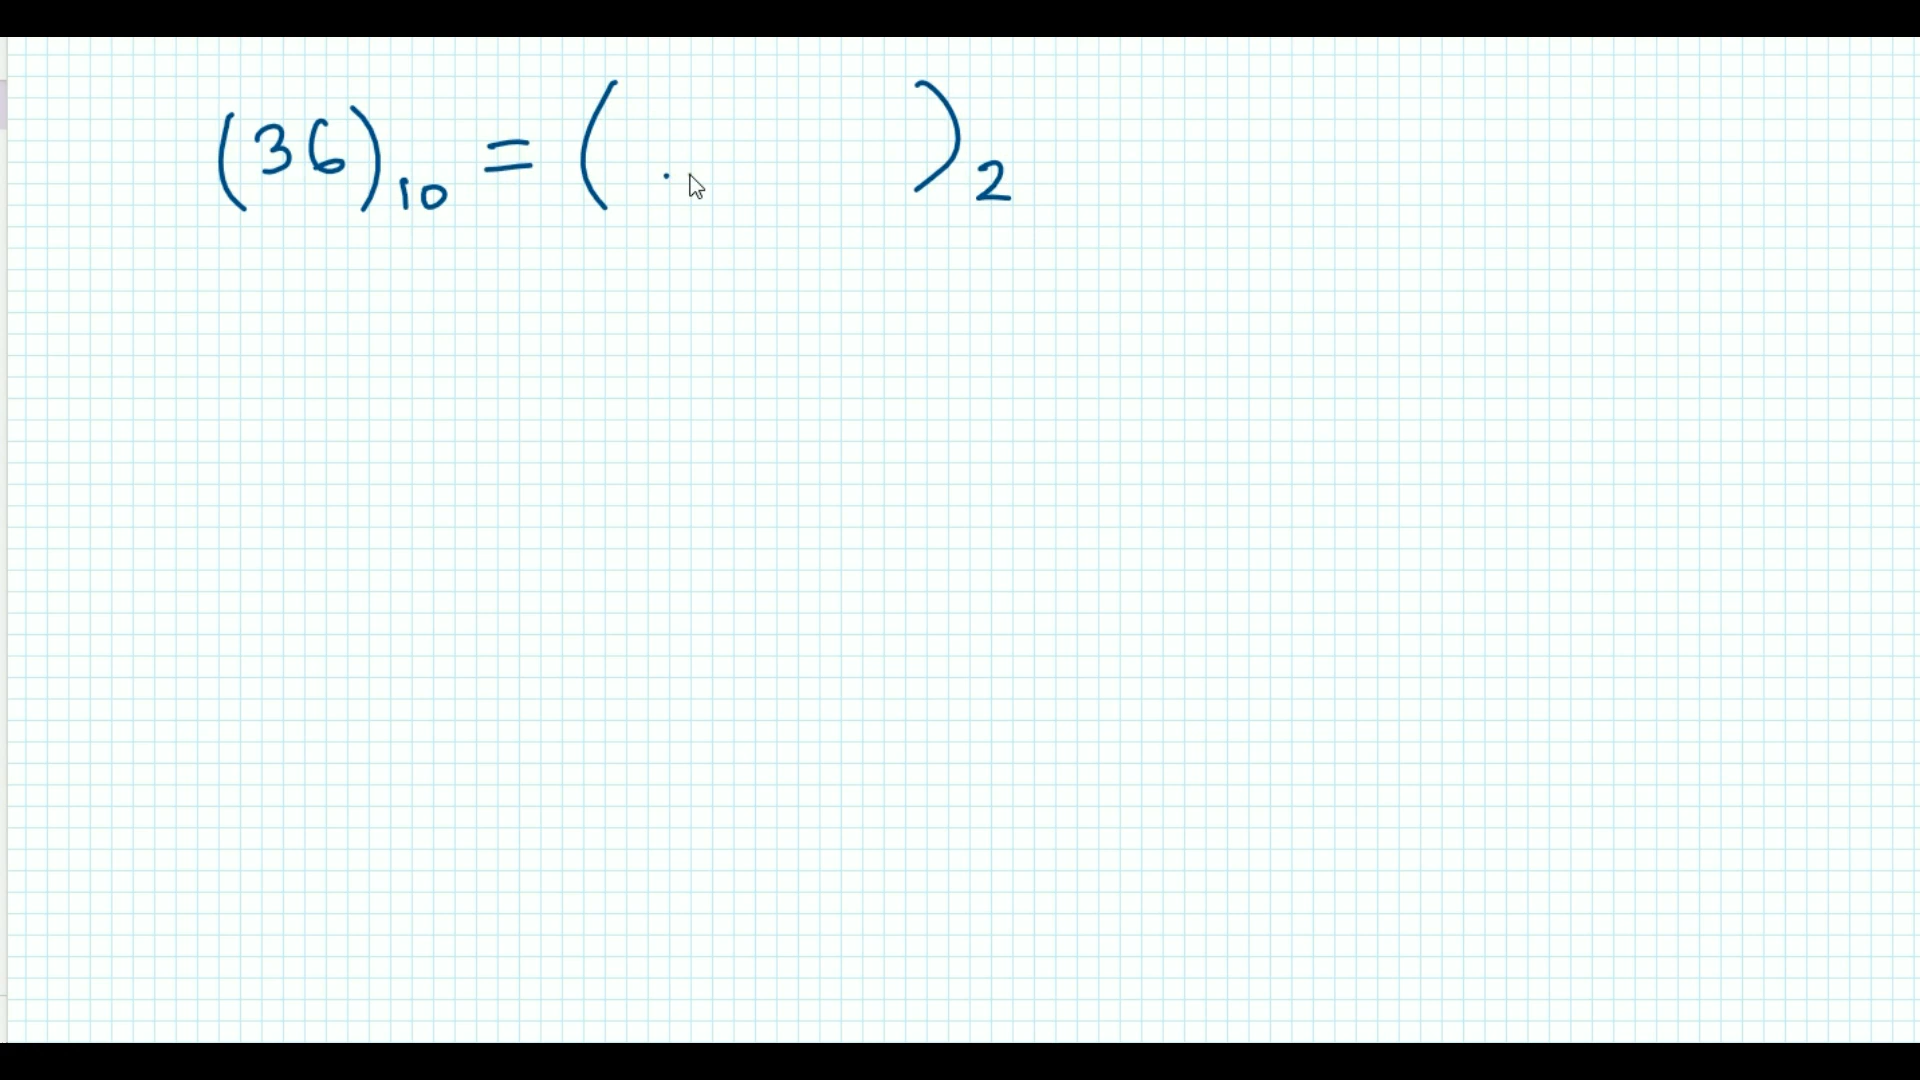 (36)₁₀ = ( . )₂